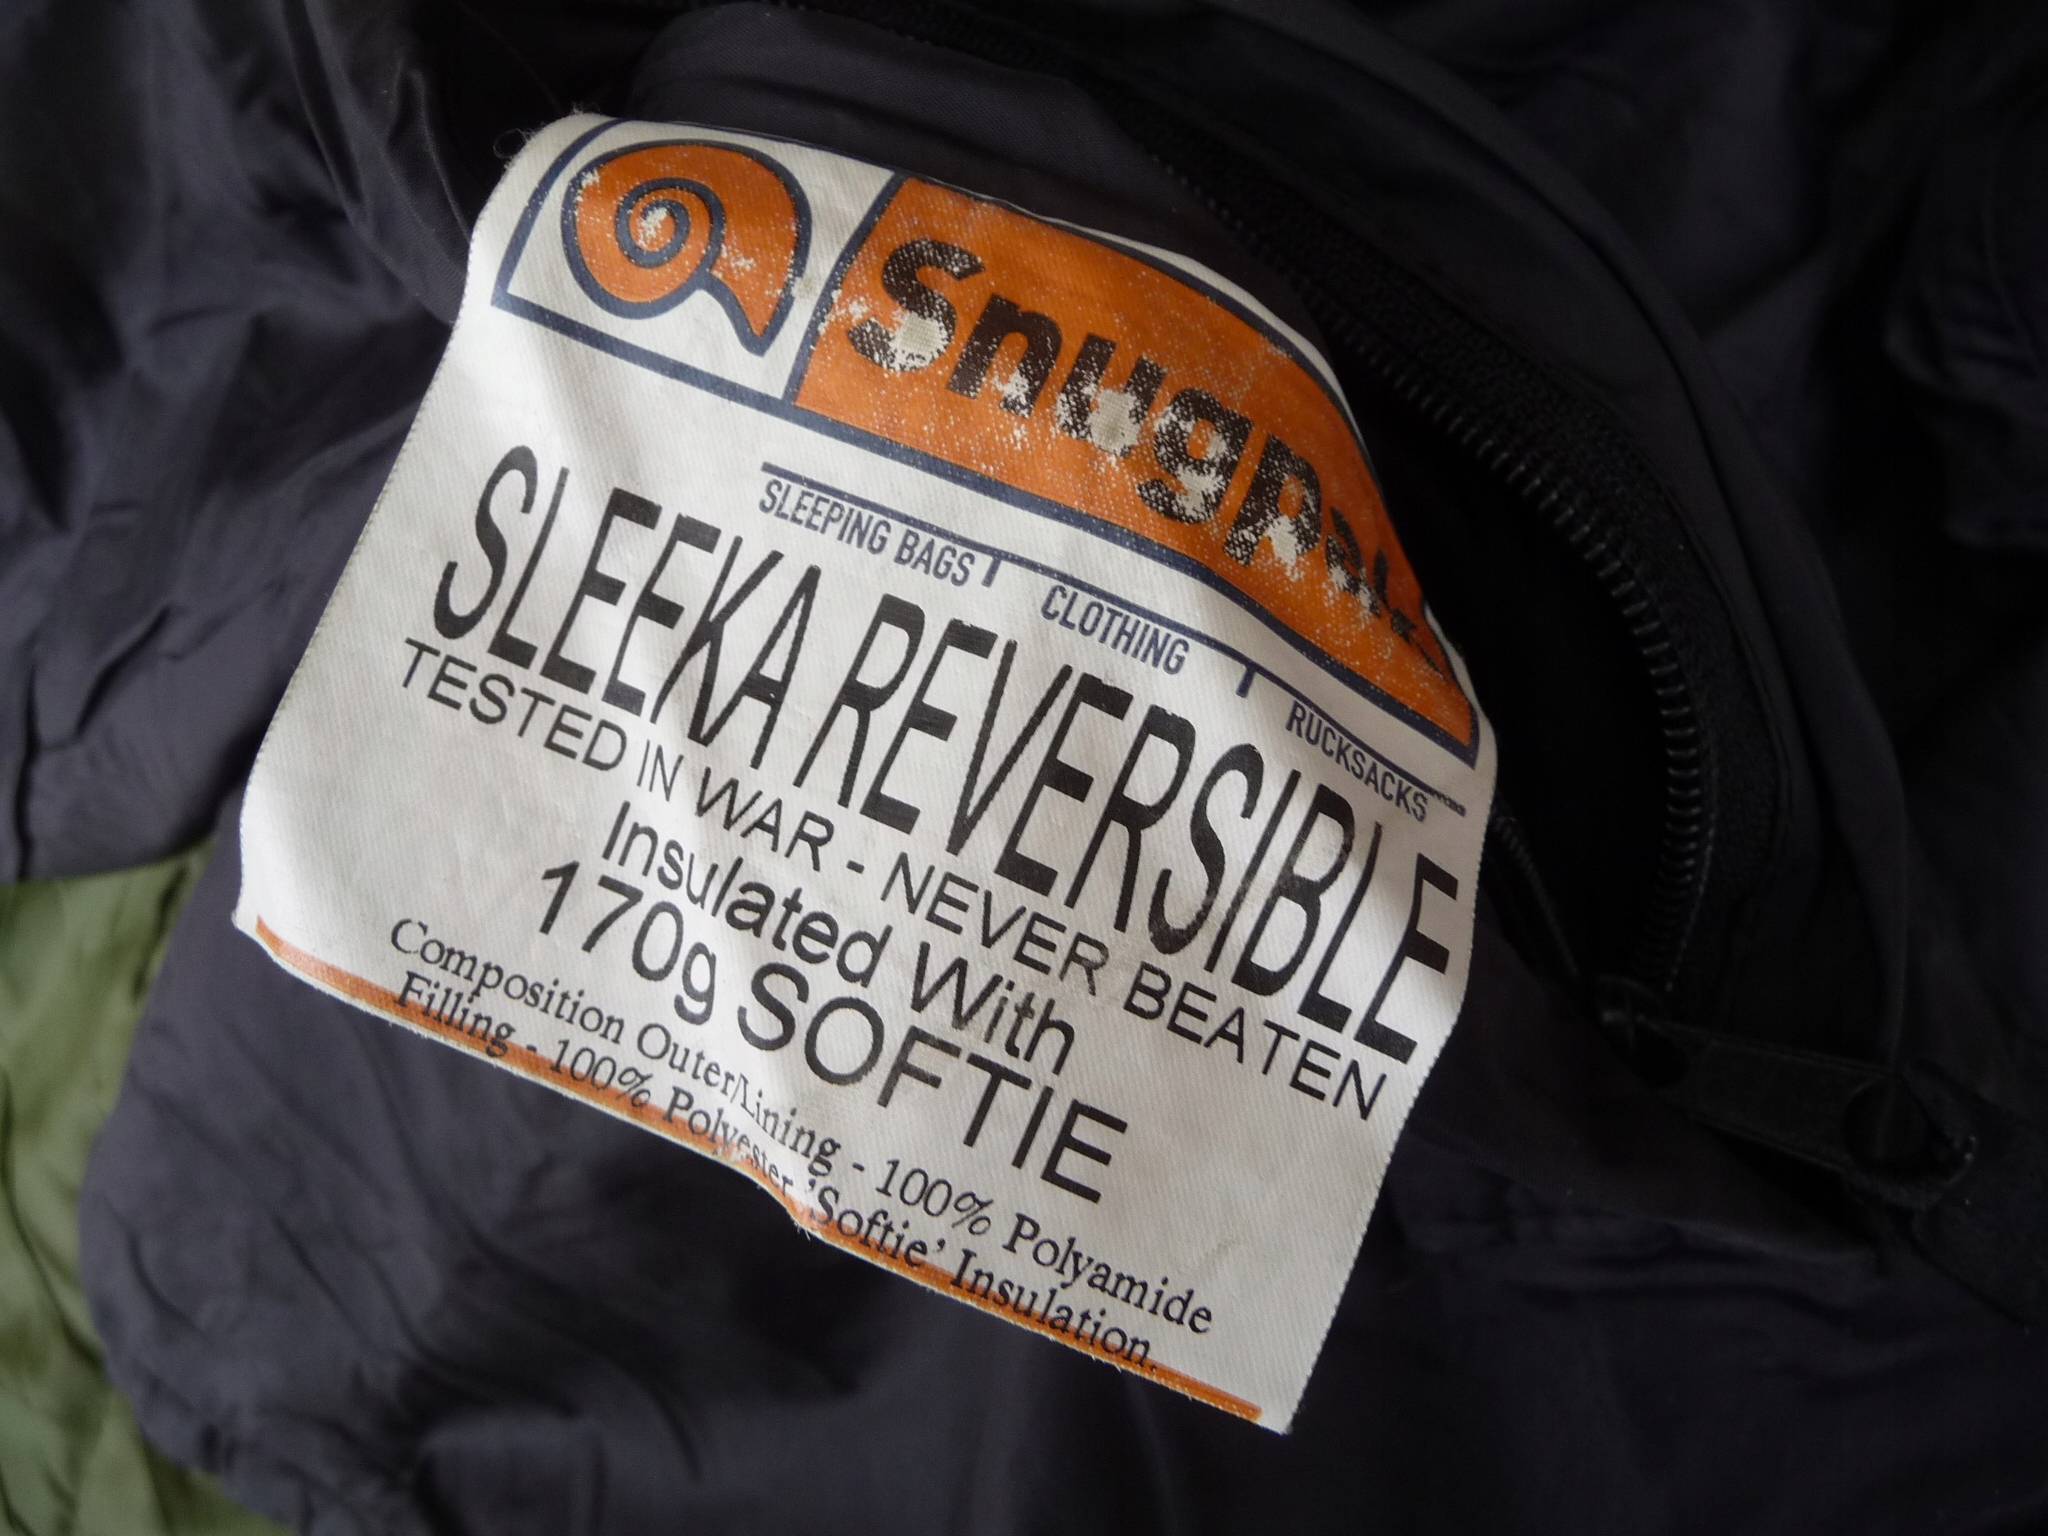 Snugpak
SLEEPING BAGS CLOTHING RUCKSACKS
SLEEKA REVERSIBLE
TESTED IN WAR - NEVER BEATEN
Insulated With
170g SOFTIE
Composition Outer/Lining - 100% Polyamide
Filling - 100% Polyester 'Softie' Insulation.